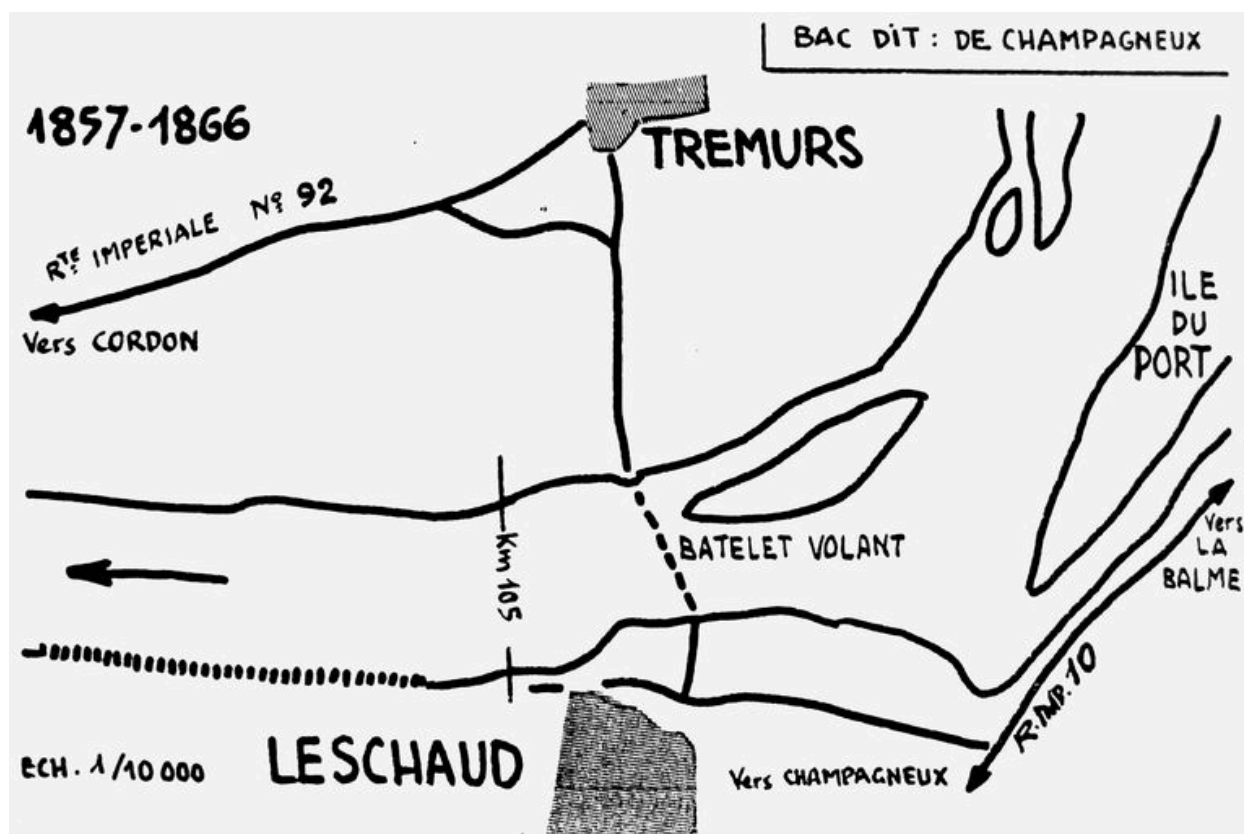 BAC DIT : DE CHAMPAGNEUX
1857-1866
TREMURS
RTE IMPERIALE No 92
Vers CORDON
ILE
DU
PORT
Km 105
BATELET VOLANT
Vers
LA
BALME
R. IMP. 10
ECH. 1/10 000
LESCHAUD
Vers CHAMPAGNEUX